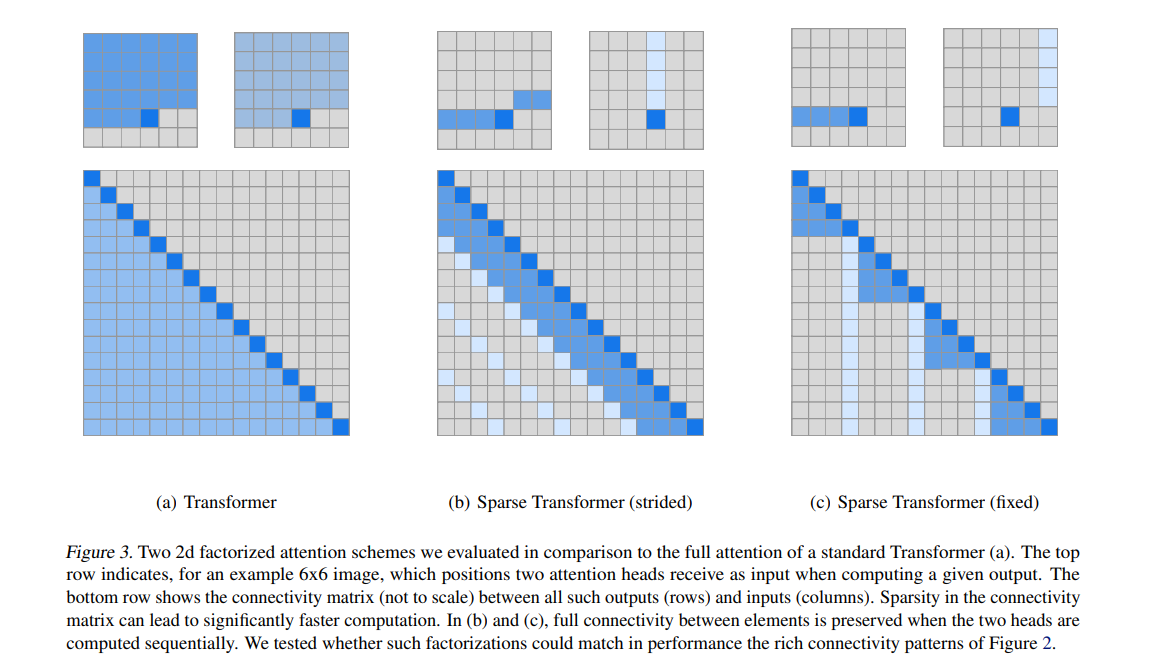 (a) Transformer
(b) Sparse Transformer (strided)
(c) Sparse Transformer (fixed)
Figure 3. Two 2d factorized attention schemes we evaluated in comparison to the full attention of a standard Transformer (a). The top
row indicates, for an example 6x6 image, which positions two attention heads receive as input when computing a given output. The
bottom row shows the connectivity matrix (not to scale) between all such outputs (rows) and inputs (columns). Sparsity in the connectivity
matrix can lead to significantly faster computation. In (b) and (c), full connectivity between elements is preserved when the two heads are
computed sequentially. We tested whether such factorizations could match in performance the rich connectivity patterns of Figure 2.